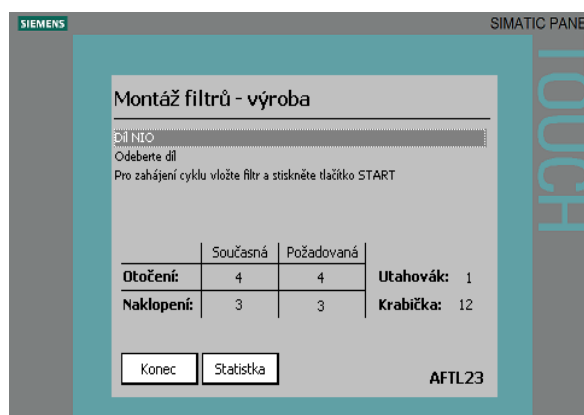 SIEMENS
SIMATIC PANE
TOUCH
Montáž filtrů - výroba
Díl NIO
Odeberte díl
Pro zahájení cyklu vložte filtr a stiskněte tlačítko START
Současná Požadovaná
Otočení: 4 4 Utahovák: 1
Naklopení: 3 3 Krabička: 12
Konec Statistka
AFTL23